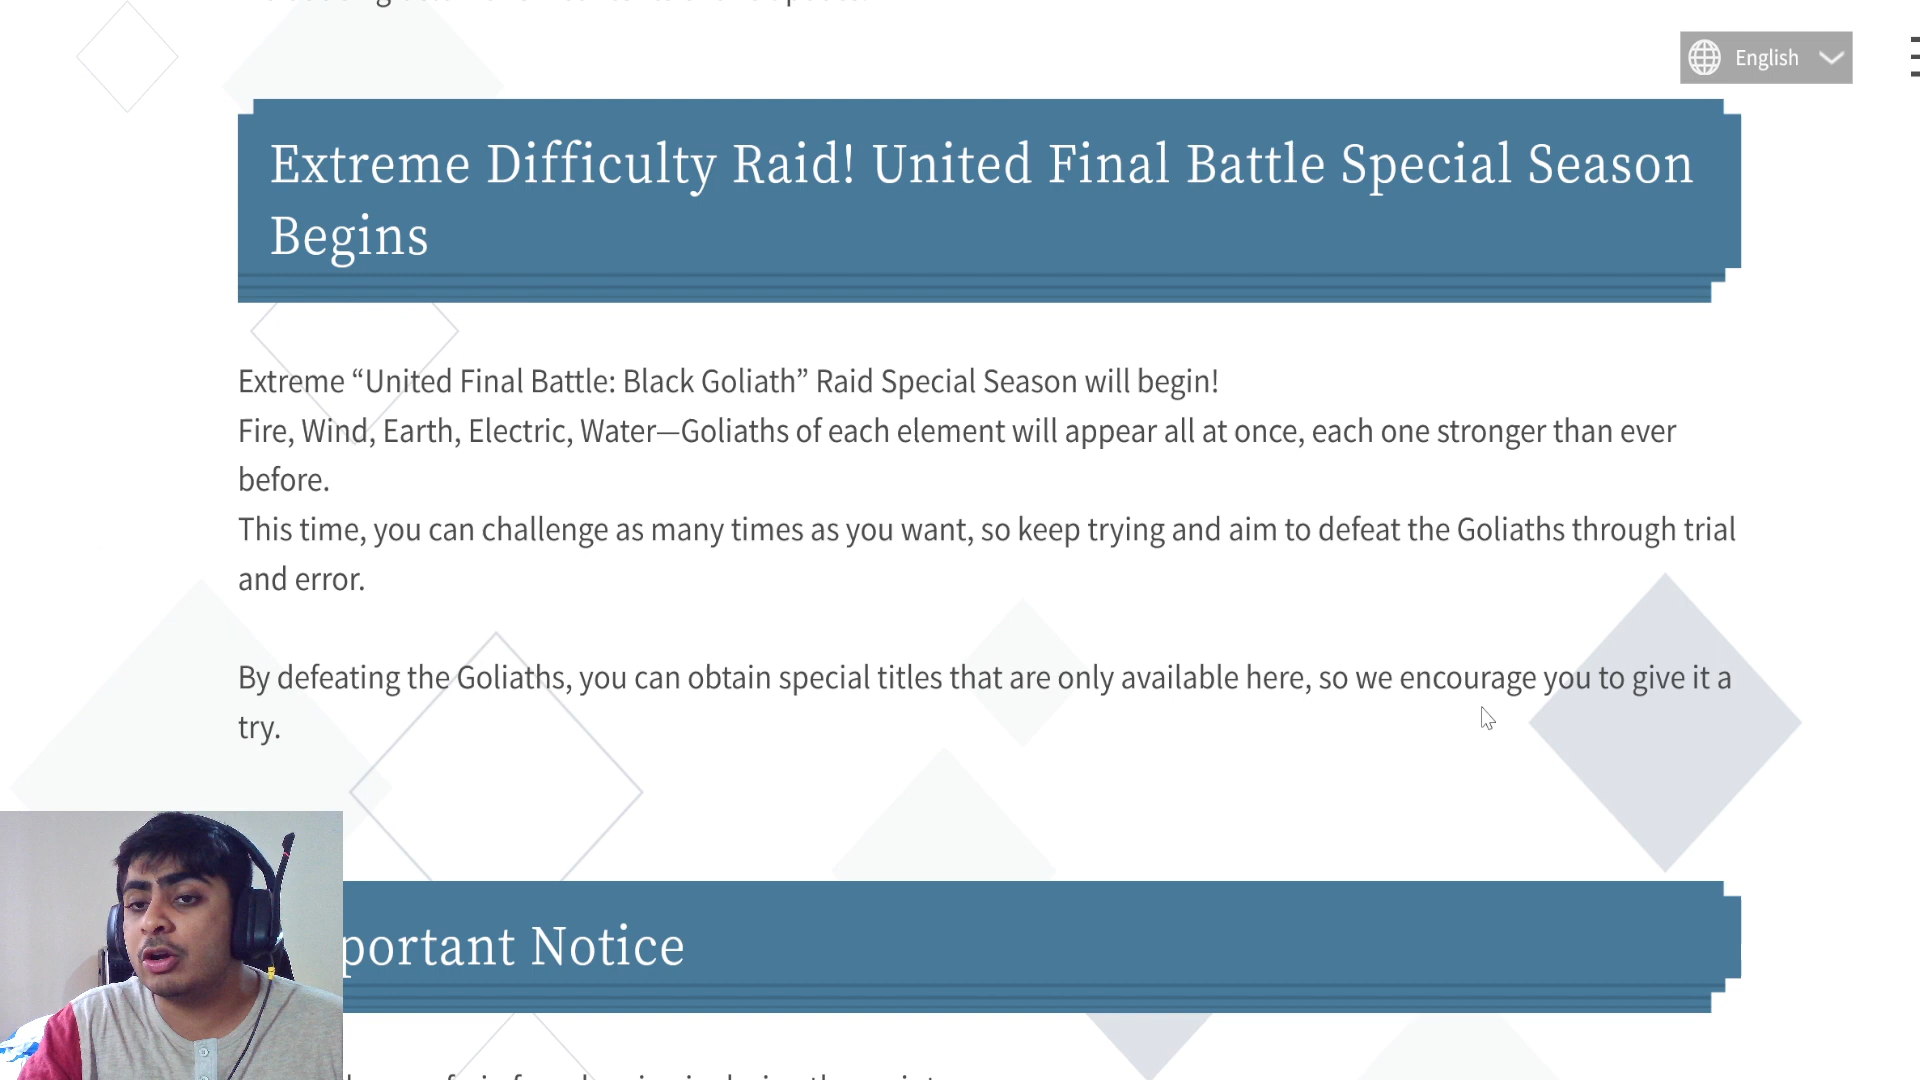 English
Extreme Difficulty Raid! United Final Battle Special Season
Begins
Extreme “United Final Battle: Black Goliath” Raid Special Season will begin!
Fire, Wind, Earth, Electric, Water—Goliaths of each element will appear all at once, each one stronger than ever
before.
This time, you can challenge as many times as you want, so keep trying and aim to defeat the Goliaths through trial
and error.
By defeating the Goliaths, you can obtain special titles that are only available here, so we encourage you to give it a
try.
portant Notice